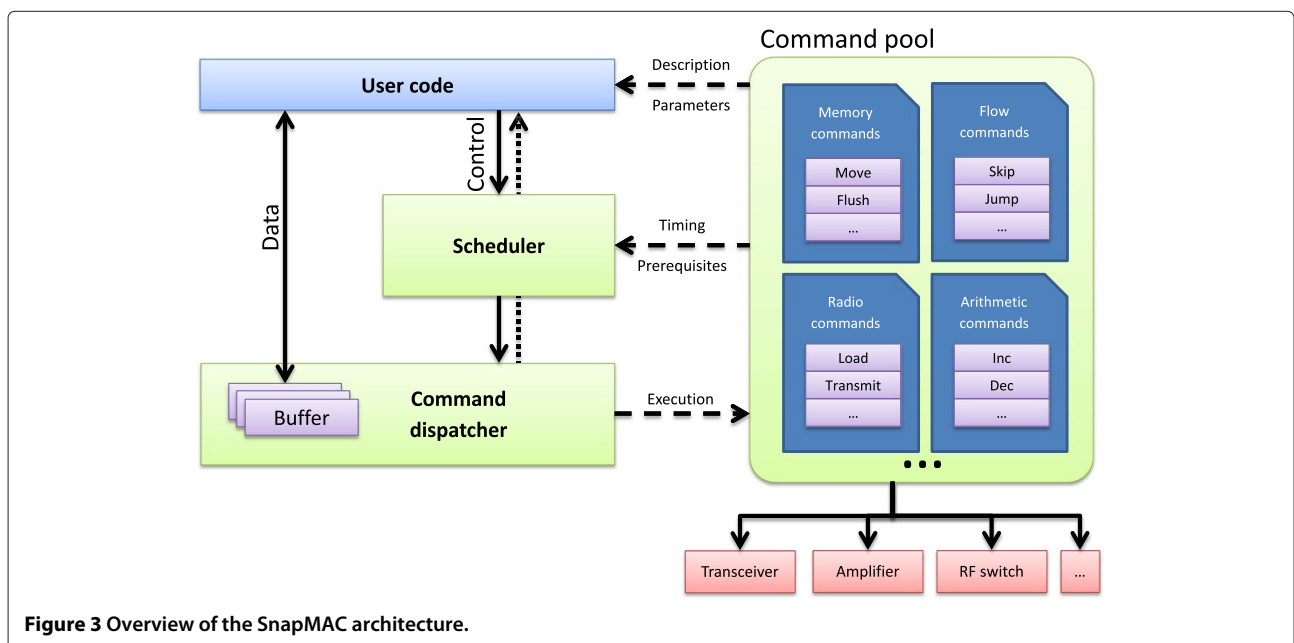 Command pool
User code
Description
Parameters
Control
Data
Scheduler
Timing
Prerequisites
Command
dispatcher
Buffer
Execution
Memory
commands
Move
Flush
...
Flow
commands
Skip
Jump
...
Radio
commands
Load
Transmit
...
Arithmetic
commands
Inc
Dec
...
...
Transceiver
Amplifier
RF switch
...
Figure 3 Overview of the SnapMAC architecture.